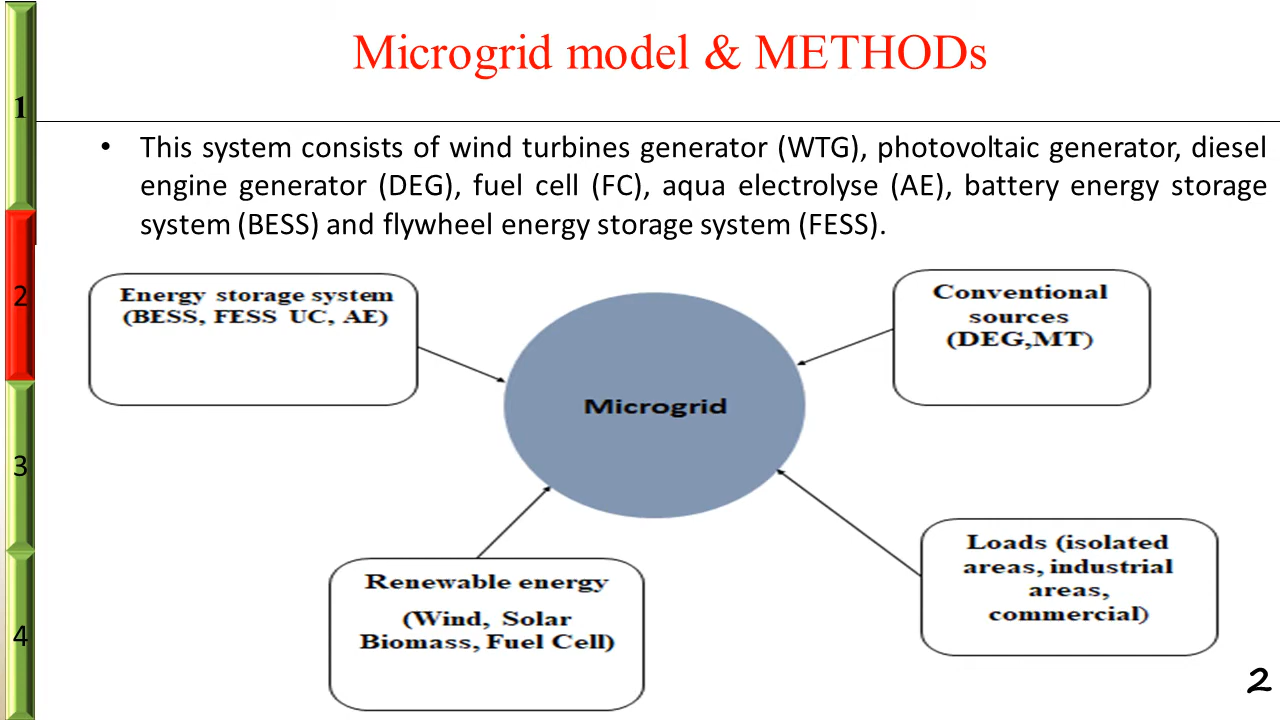 Microgrid model & METHODs
1
• This system consists of wind turbines generator (WTG), photovoltaic generator, diesel
engine generator (DEG), fuel cell (FC), aqua electrolyse (AE), battery energy storage
system (BESS) and flywheel energy storage system (FESS).
2
Energy storage system
(BESS, FESS UC, AE)
Conventional
sources
(DEG,MT)
Microgrid
3
Renewable energy
(Wind, Solar
Biomass, Fuel Cell)
Loads (isolated
areas, industrial
areas,
commercial)
4
2